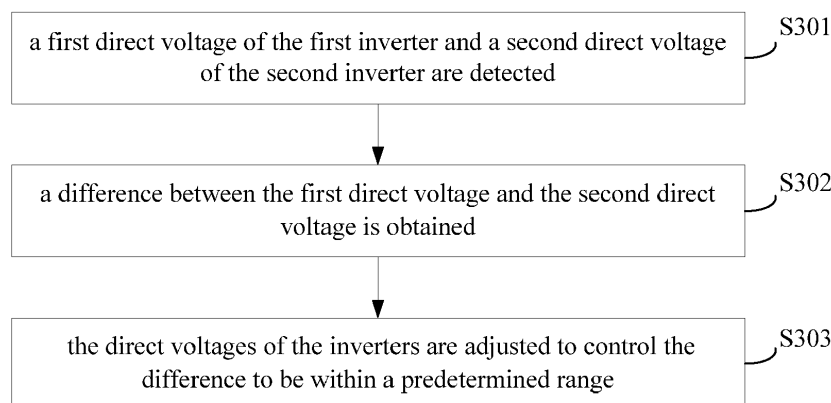 a first direct voltage of the first inverter and a second direct voltage
of the second inverter are detected
S301
a difference between the first direct voltage and the second direct
voltage is obtained
S302
the direct voltages of the inverters are adjusted to control the
difference to be within a predetermined range
S303